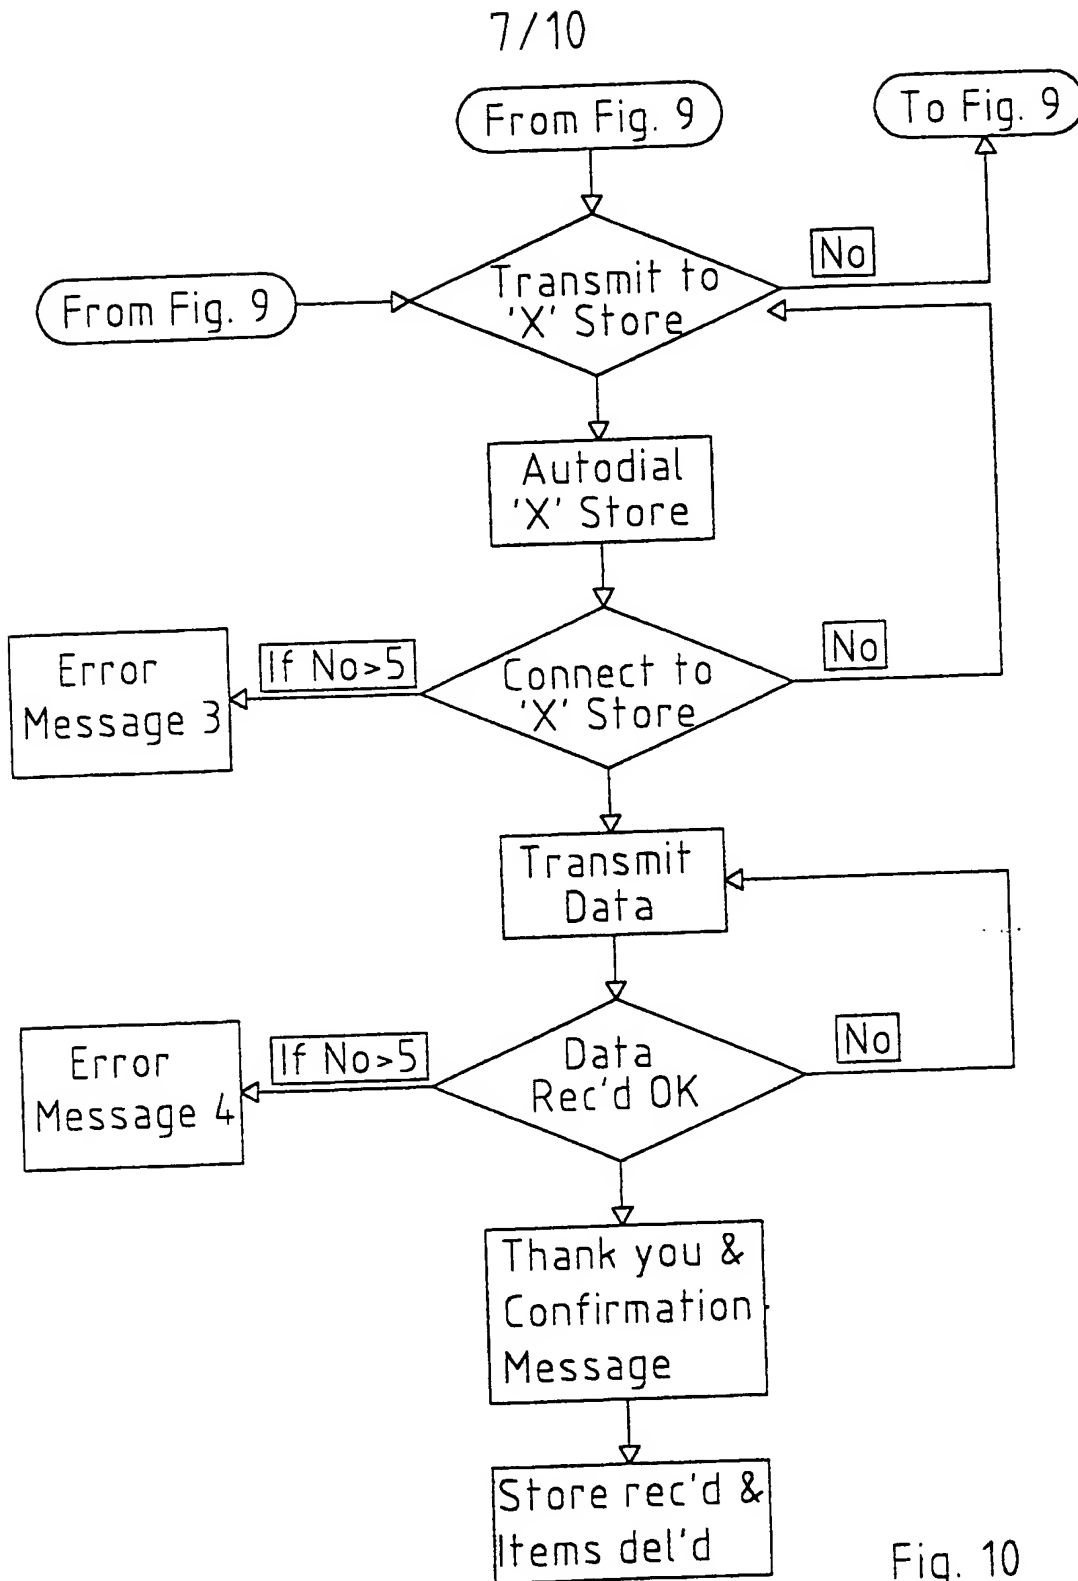 7/10
From Fig. 9
To Fig. 9
No
Transmit to
'X' Store
From Fig. 9
Autodial
'X' Store
If No>5
No
Error
Message 3
Connect to
'X' Store
Transmit
Data
If No>5
No
Error
Message 4
Data
Rec'd OK
Thank you &
Confirmation
Message
Store rec'd &
Items del'd
Fig. 10